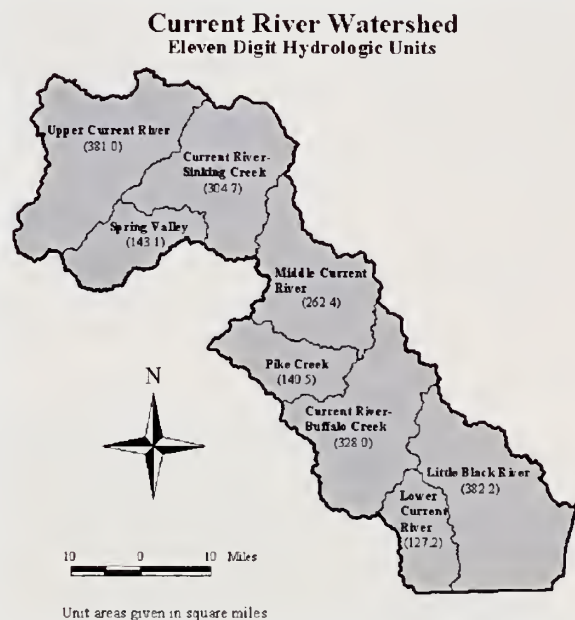 Current River Watershed
Eleven Digit Hydrologic Units
Upper Current River
(381.0)
Current River-
Sinking Creek
(304.7)
Spring Valley
(143.1)
Middle Current
River
(262.4)
Pike Creek
(140.5)
Current River-
Buffalo Creek
(328.0)
Little Black River
(382.2)
Lower
Current
River
(127.2)
N
10 0 10 Miles
Unit areas given in square miles